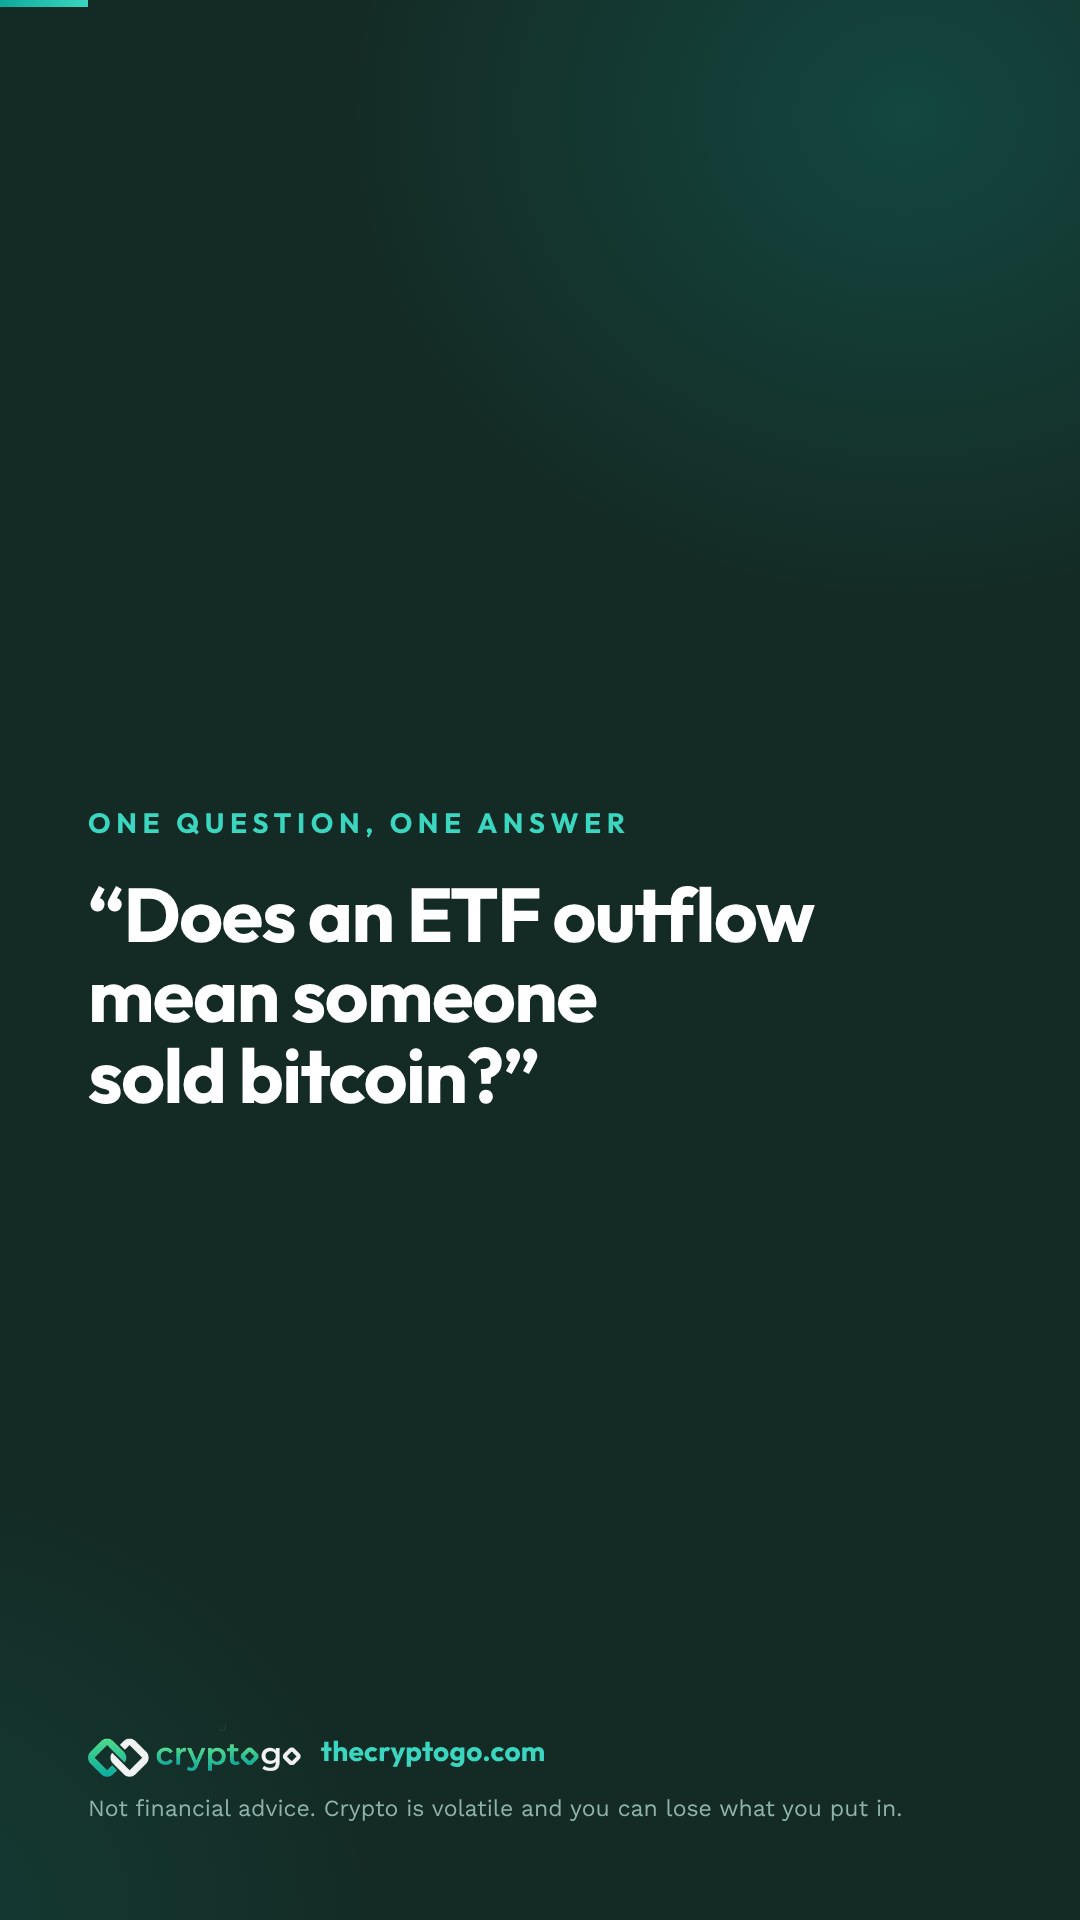 ONE QUESTION, ONE ANSWER
“Does an ETF outflow
mean someone
sold bitcoin?”
cryptogo thecryptogo.com
Not financial advice. Crypto is volatile and you can lose what you put in.